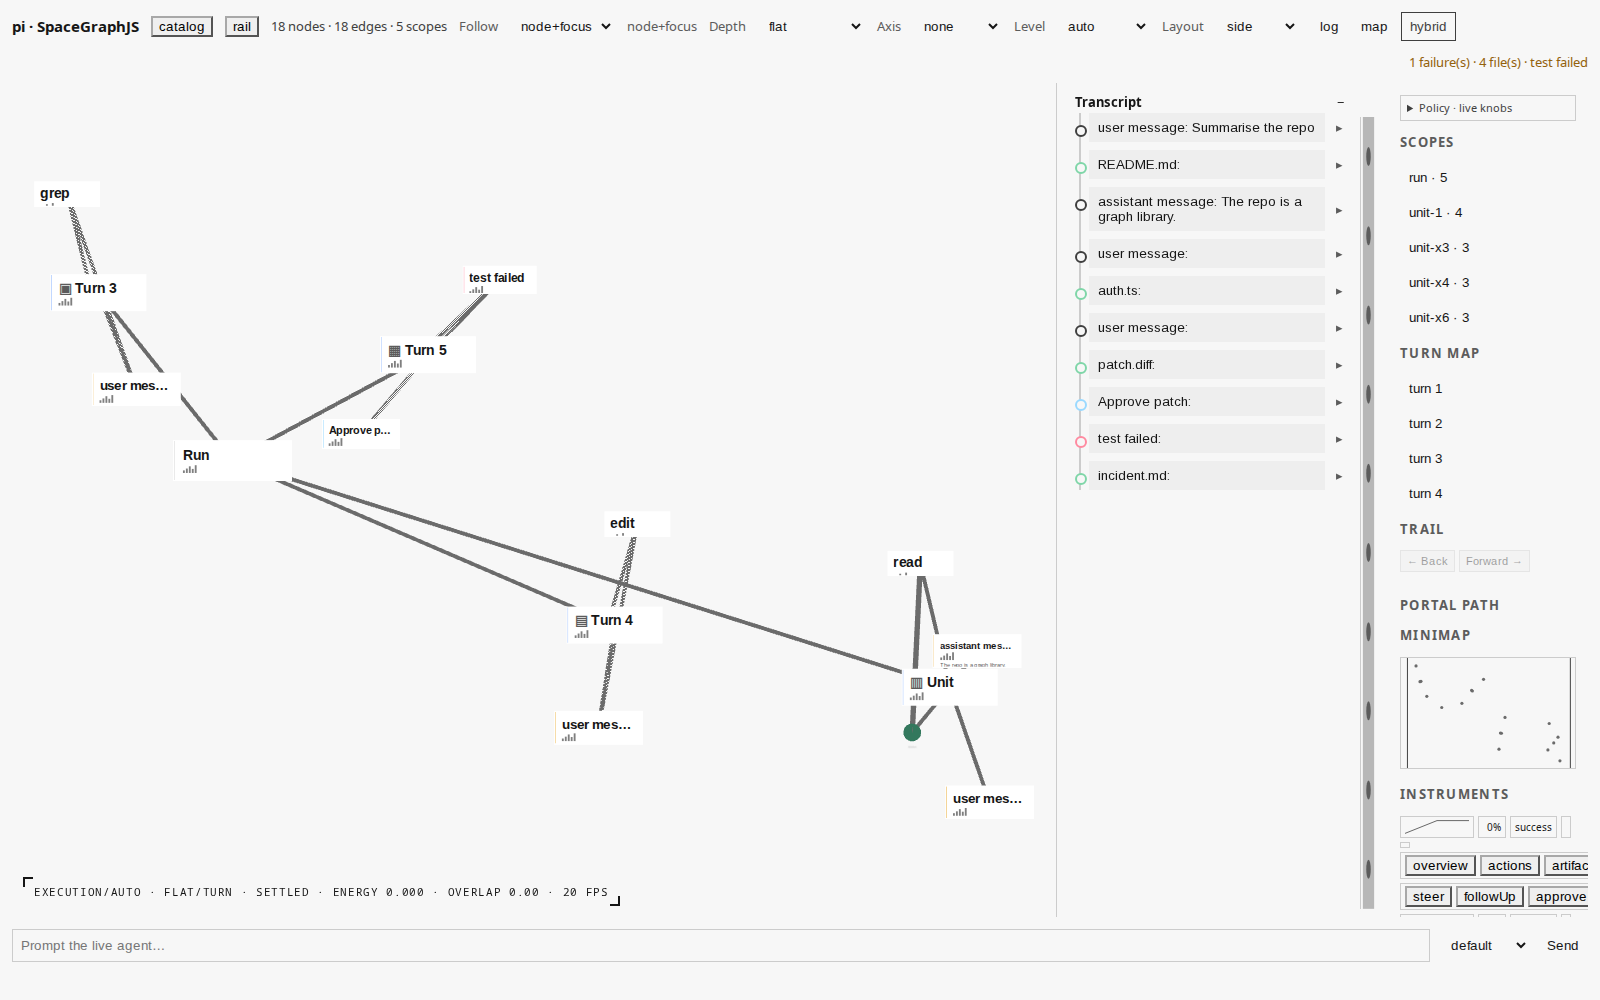 pi · SpaceGraphJS catalog rail 18 nodes · 18 edges · 5 scopes Follow node+focus node+focus Depth flat Axis none Level auto Layout side log map hybrid
1 failure(s) · 4 file(s) · test failed
grep
Turn 3
user mes…
test failed
Turn 5
Approve p…
Run
edit
Turn 4
user mes…
read
assistant mes…
The repo is a graph library.
Unit
user mes…
EXECUTION/AUTO · FLAT/TURN · SETTLED · ENERGY 0.000 · OVERLAP 0.00 · 20 FPS
Transcript –
user message: Summarise the repo
README.md:
assistant message: The repo is a
graph library.
user message:
auth.ts:
user message:
patch.diff:
Approve patch:
test failed:
incident.md:
Policy · live knobs
SCOPES
run · 5
unit-1 · 4
unit-x3 · 3
unit-x4 · 3
unit-x6 · 3
TURN MAP
turn 1
turn 2
turn 3
turn 4
TRAIL
← Back Forward →
PORTAL PATH
MINIMAP
INSTRUMENTS
0% success
overview actions artifac
steer followUp approve
Prompt the live agent… default Send